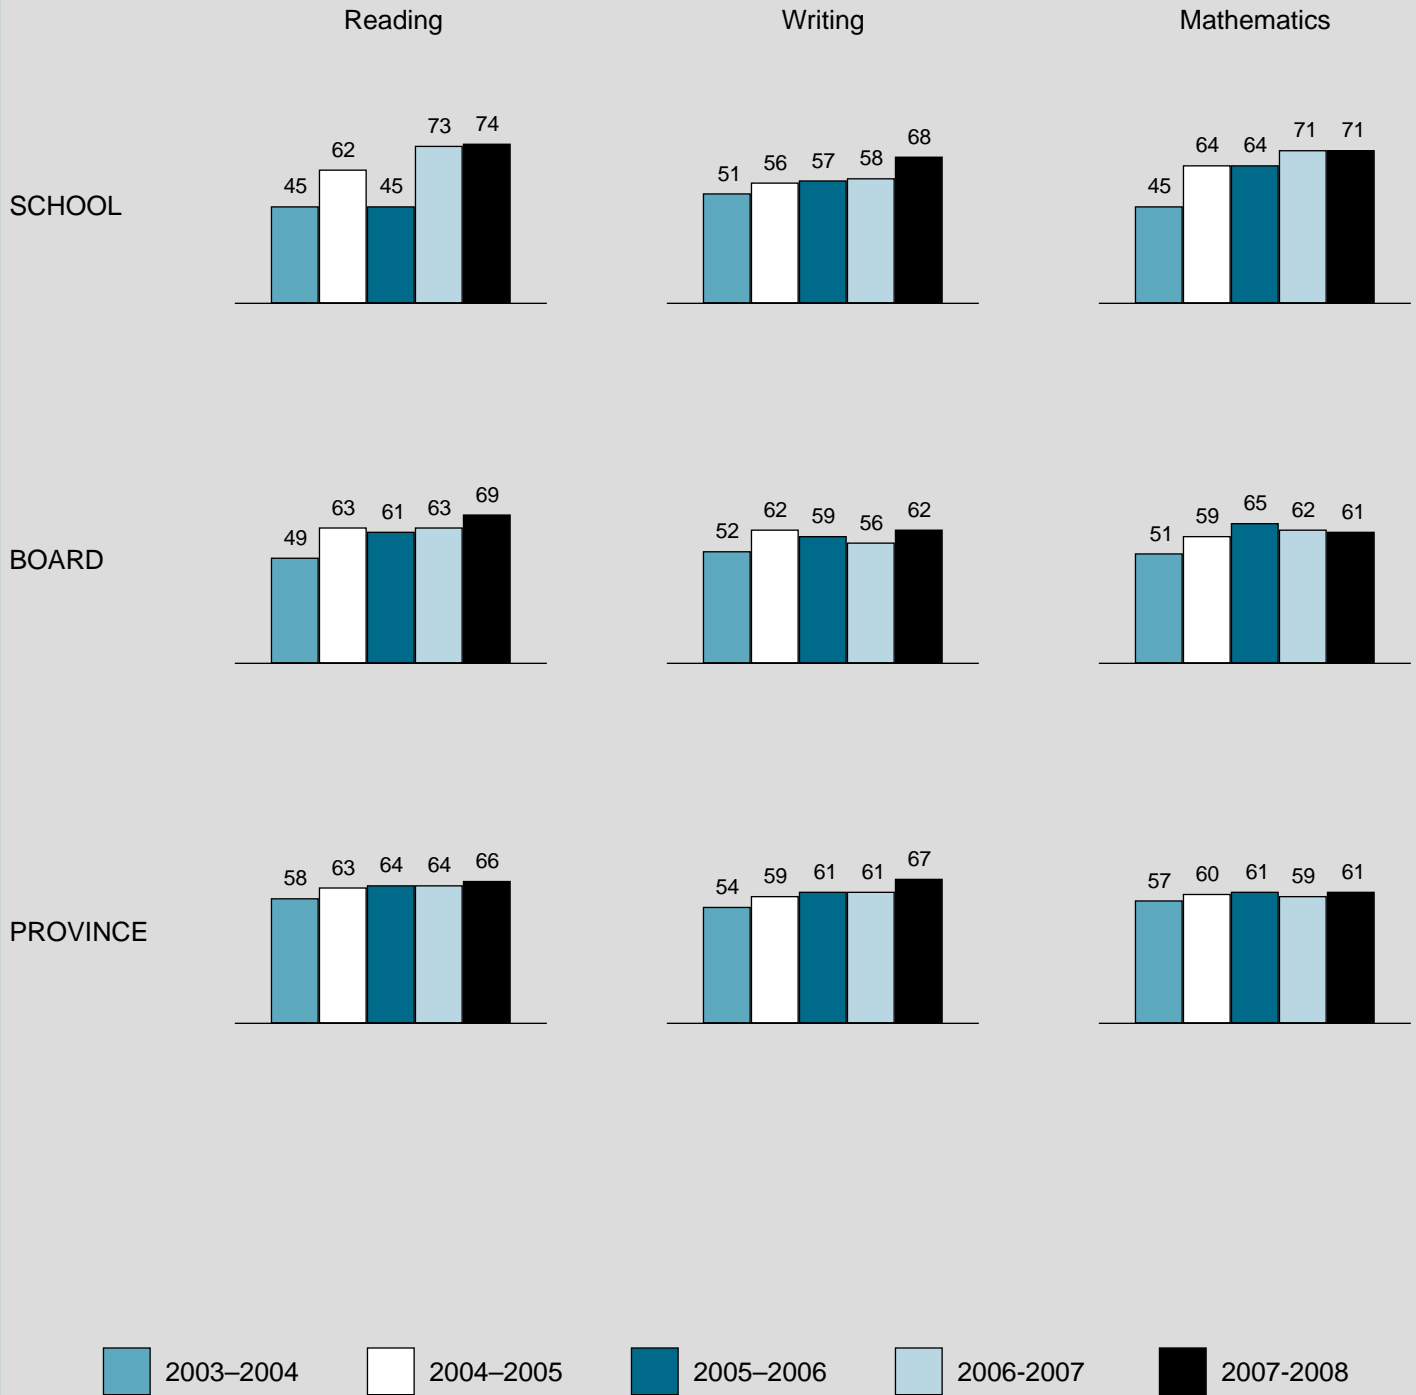 Reading Writing Mathematics
SCHOOL
45 62 45 73 74
51 56 57 58 68
45 64 64 71 71
BOARD
49 63 61 63 69
52 62 59 56 62
51 59 65 62 61
PROVINCE
58 63 64 64 66
54 59 61 61 67
57 60 61 59 61
2003–2004 2004–2005 2005–2006 2006-2007 2007-2008